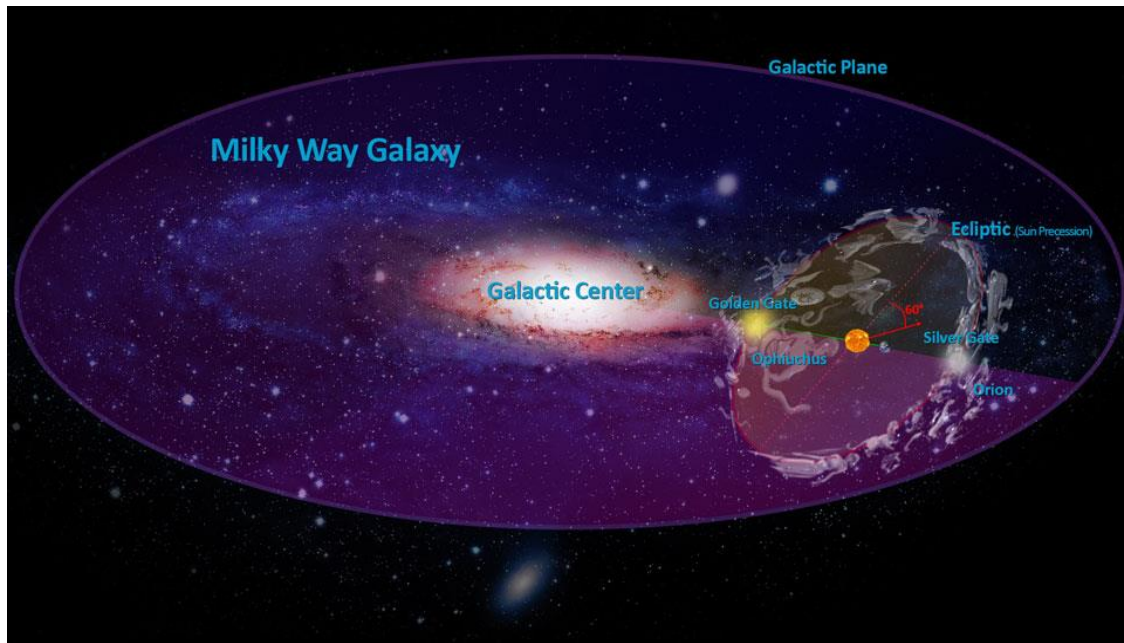 Galactic Plane
Milky Way Galaxy
Ecliptic (Sun Precession)
Galactic Center
Golden Gate
60°
Silver Gate
Ophiuchus
Orion